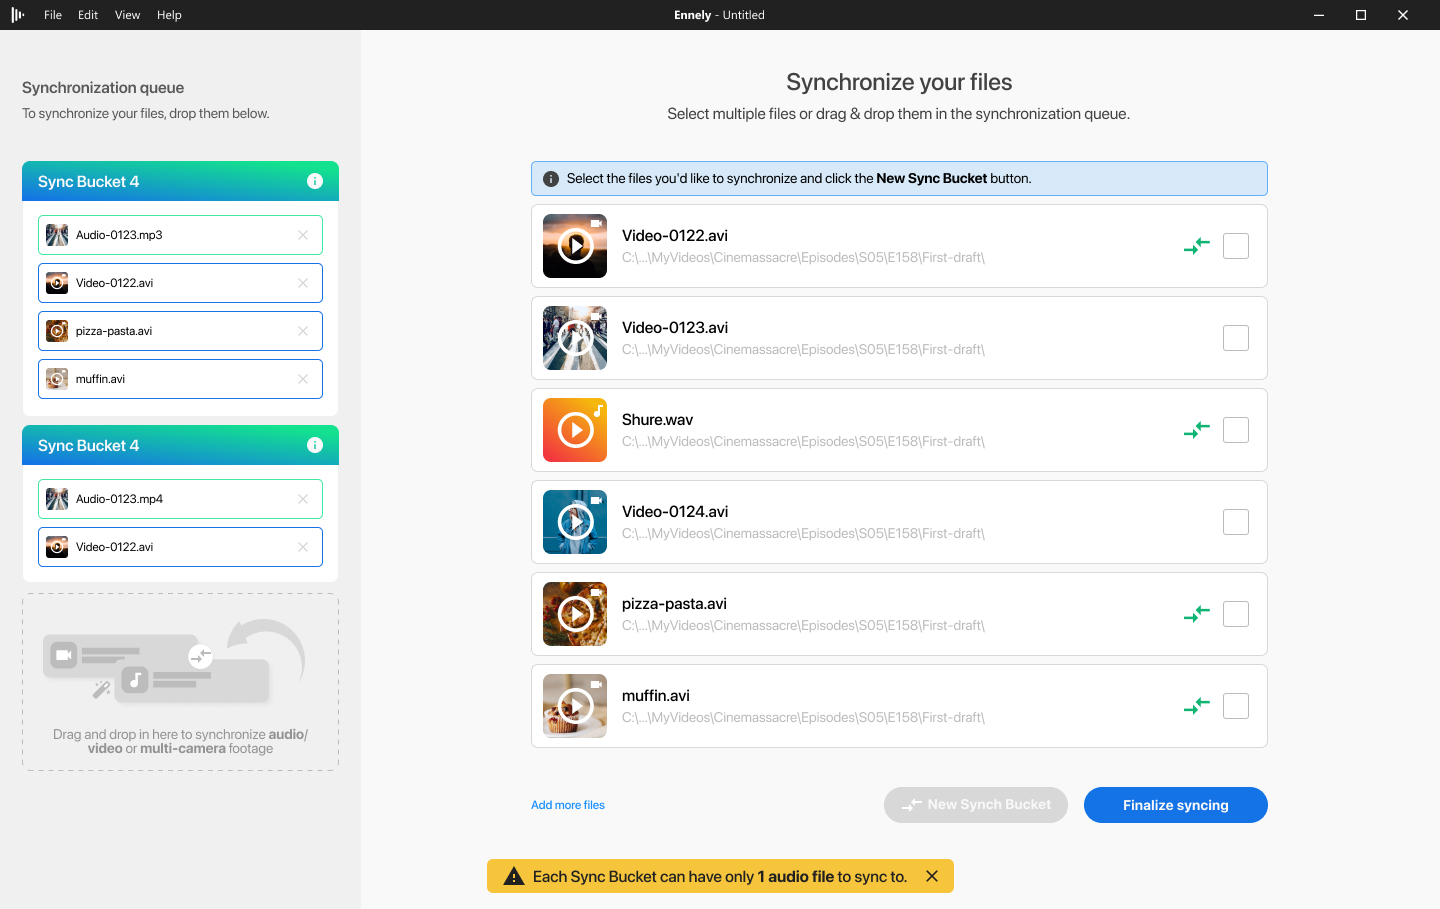 File Edit View Help
Ennely - Untitled
Synchronization queue
To synchronize your files, drop them below.
Sync Bucket 4
Audio-0123.mp3
Video-0122.avi
pizza-pasta.avi
muffin.avi
Sync Bucket 4
Audio-0123.mp4
Video-0122.avi
Drag and drop in here to synchronize audio/
video or multi-camera footage
Synchronize your files
Select multiple files or drag & drop them in the synchronization queue.
Select the files you'd like to synchronize and click the New Sync Bucket button.
Video-0122.avi
C:\...\MyVideos\Cinemassacre\Episodes\S05\E158\First-draft\
Video-0123.avi
C:\...\MyVideos\Cinemassacre\Episodes\S05\E158\First-draft\
Shure.wav
C:\...\MyVideos\Cinemassacre\Episodes\S05\E158\First-draft\
Video-0124.avi
C:\...\MyVideos\Cinemassacre\Episodes\S05\E158\First-draft\
pizza-pasta.avi
C:\...\MyVideos\Cinemassacre\Episodes\S05\E158\First-draft\
muffin.avi
C:\...\MyVideos\Cinemassacre\Episodes\S05\E158\First-draft\
Add more files
New Synch Bucket
Finalize syncing
Each Sync Bucket can have only 1 audio file to sync to.